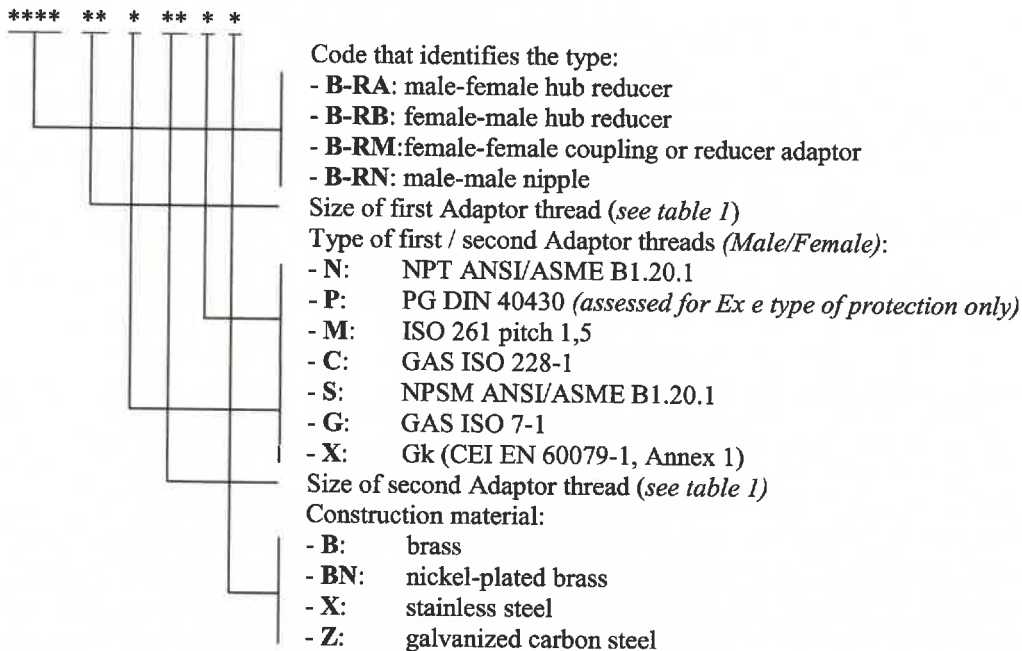 **** ** * ** * *
Code that identifies the type:
- B-RA: male-female hub reducer
- B-RB: female-male hub reducer
- B-RM:female-female coupling or reducer adaptor
- B-RN: male-male nipple
Size of first Adaptor thread (see table 1)
Type of first / second Adaptor threads (Male/Female):
- N: NPT ANSI/ASME B1.20.1
- P: PG DIN 40430 (assessed for Ex e type of protection only)
- M: ISO 261 pitch 1,5
- C: GAS ISO 228-1
- S: NPSM ANSI/ASME B1.20.1
- G: GAS ISO 7-1
- X: Gk (CEI EN 60079-1, Annex 1)
Size of second Adaptor thread (see table 1)
Construction material:
- B: brass
- BN: nickel-plated brass
- X: stainless steel
- Z: galvanized carbon steel